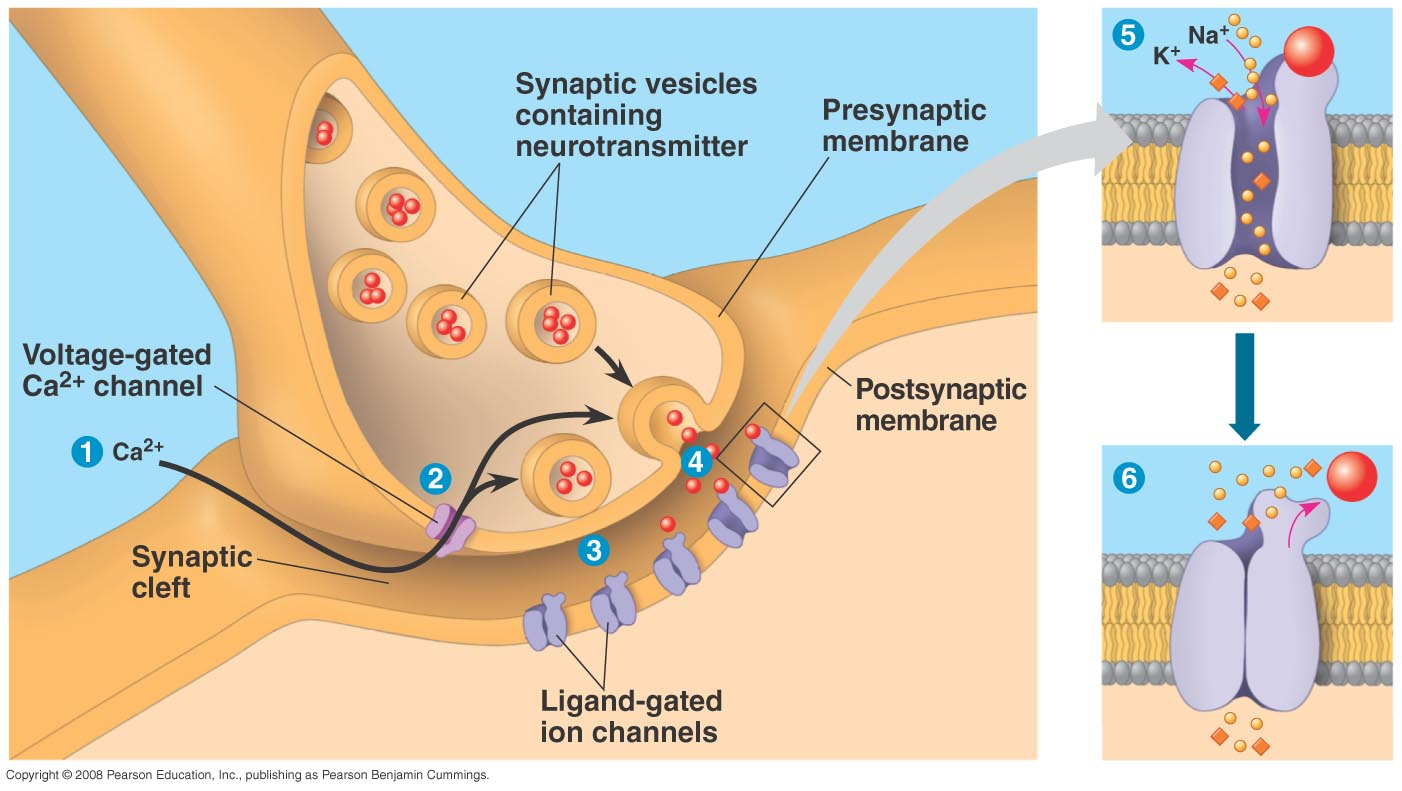 Synaptic vesicles
containing
neurotransmitter
Presynaptic
membrane
Voltage-gated
Ca2+ channel
1 Ca2+
2
3
4
Synaptic
cleft
Postsynaptic
membrane
Ligand-gated
ion channels
5
Na+
K+
6
Copyright © 2008 Pearson Education, Inc., publishing as Pearson Benjamin Cummings.